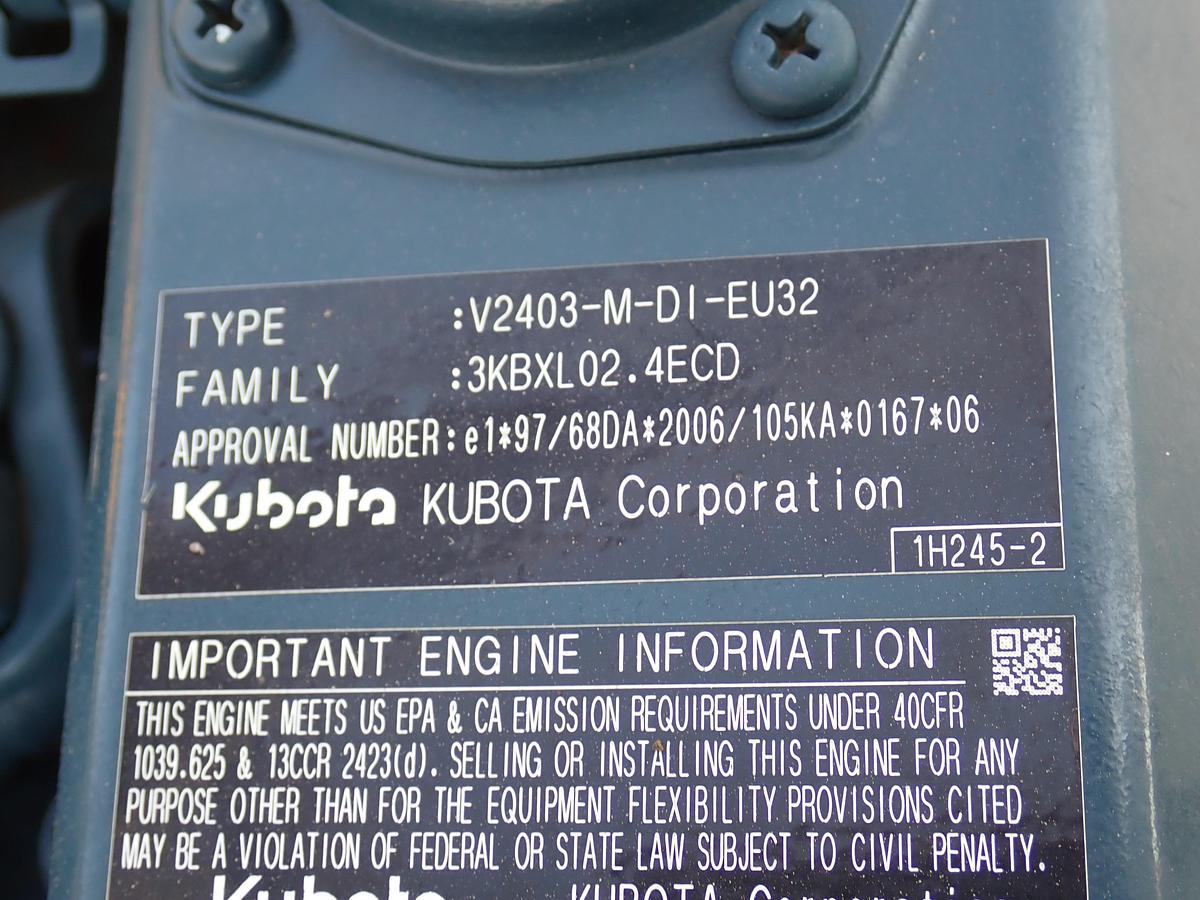 TYPE :V2403-M-DI-EU32
FAMILY :3KBXL02.4ECD
APPROVAL NUMBER:e1*97/68DA*2006/105KA*0167*06
Kubota KUBOTA Corporation
1H245-2
IMPORTANT ENGINE INFORMATION
THIS ENGINE MEETS US EPA & CA EMISSION REQUIREMENTS UNDER 40CFR
1039.625 & 13CCR 2423(d). SELLING OR INSTALLING THIS ENGINE FOR ANY
PURPOSE OTHER THAN FOR THE EQUIPMENT FLEXIBILITY PROVISIONS CITED
MAY BE A VIOLATION OF FEDERAL OR STATE LAW SUBJECT TO CIVIL PENALTY.
Kubota KUBOTA Corporation